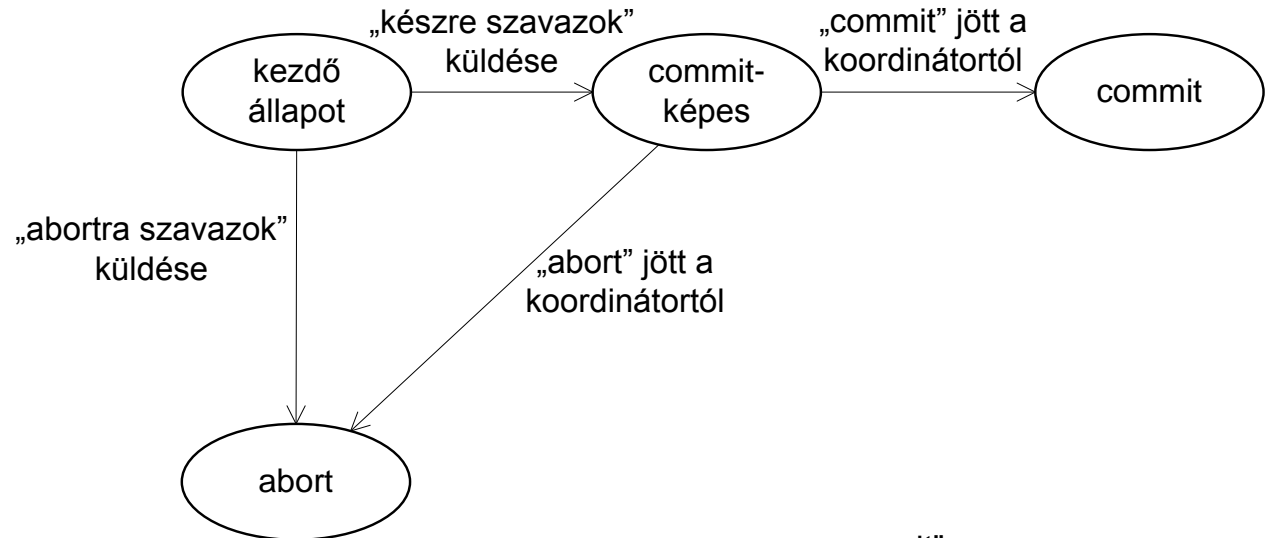 „készre szavazok”
küldése
„commit” jött a
koordinátortól
kezdő
állapot
commit-
képes
commit
„abortra szavazok”
küldése
„abort” jött a
koordinátortól
abort